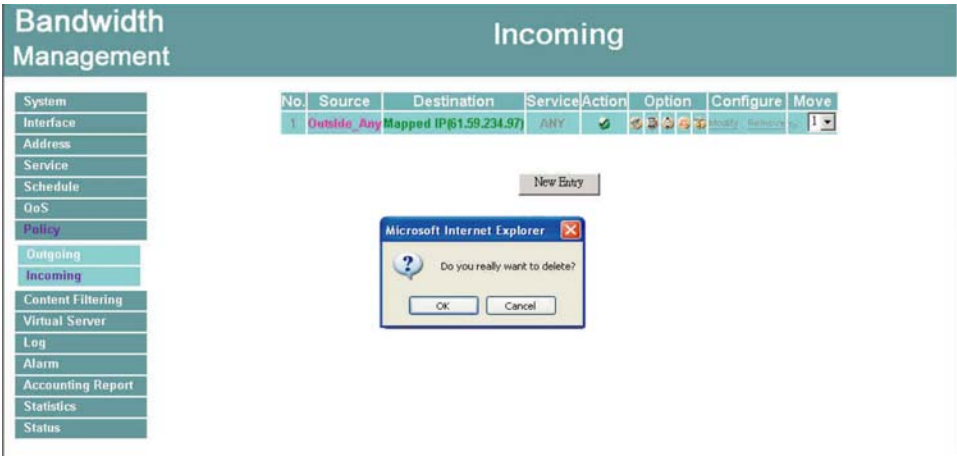 Bandwidth
Management
Incoming
System
Interface
Address
Service
Schedule
QoS
Policy
Outgoing
Incoming
Content Filtering
Virtual Server
Log
Alarm
Accounting Report
Statistics
Status
No. Source Destination Service Action Option Configure Move
1 Outside_Any Mapped IP(61.59.234.97) ANY Modify Remove 1
New Entry
Microsoft Internet Explorer
Do you really want to delete?
OK Cancel